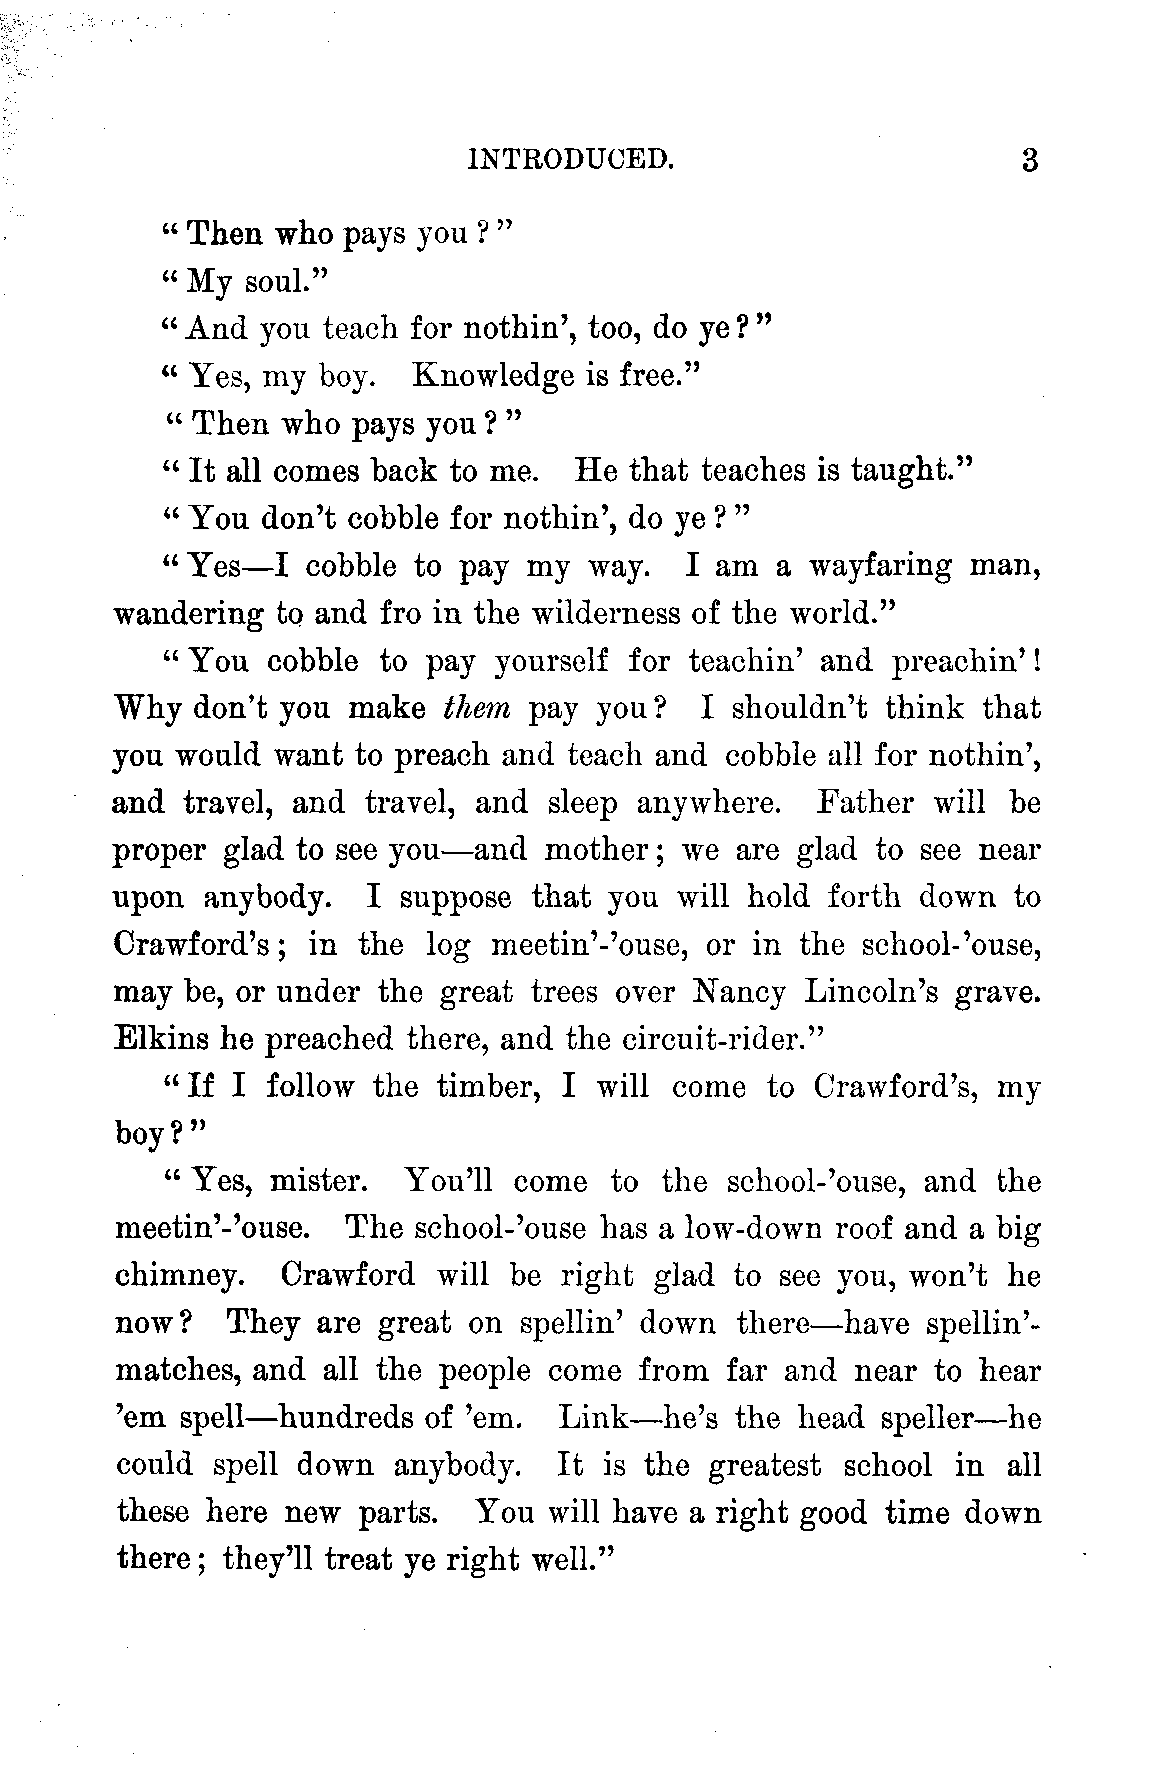 INTRODUCED. 3
“Then who pays you?”
“My soul.”
“And you teach for nothin’, too, do ye?”
“Yes, my boy. Knowledge is free.”
“Then who pays you?”
“It all comes back to me. He that teaches is taught.”
“You don’t cobble for nothin’, do ye?”
“Yes—I cobble to pay my way. I am a wayfaring man,
wandering to and fro in the wilderness of the world.”
“You cobble to pay yourself for teachin’ and preachin’!
Why don’t you make them pay you? I shouldn’t think that
you would want to preach and teach and cobble all for nothin’,
and travel, and travel, and sleep anywhere. Father will be
proper glad to see you—and mother; we are glad to see near
upon anybody. I suppose that you will hold forth down to
Crawford’s; in the log meetin’-’ouse, or in the school-’ouse,
may be, or under the great trees over Nancy Lincoln’s grave.
Elkins he preached there, and the circuit-rider.”
“If I follow the timber, I will come to Crawford’s, my
boy?”
“Yes, mister. You’ll come to the school-’ouse, and the
meetin’-’ouse. The school-’ouse has a low-down roof and a big
chimney. Crawford will be right glad to see you, won’t he
now? They are great on spellin’ down there—have spellin’-
matches, and all the people come from far and near to hear
’em spell—hundreds of ’em. Link—he’s the head speller—he
could spell down anybody. It is the greatest school in all
these here new parts. You will have a right good time down
there; they’ll treat ye right well.”